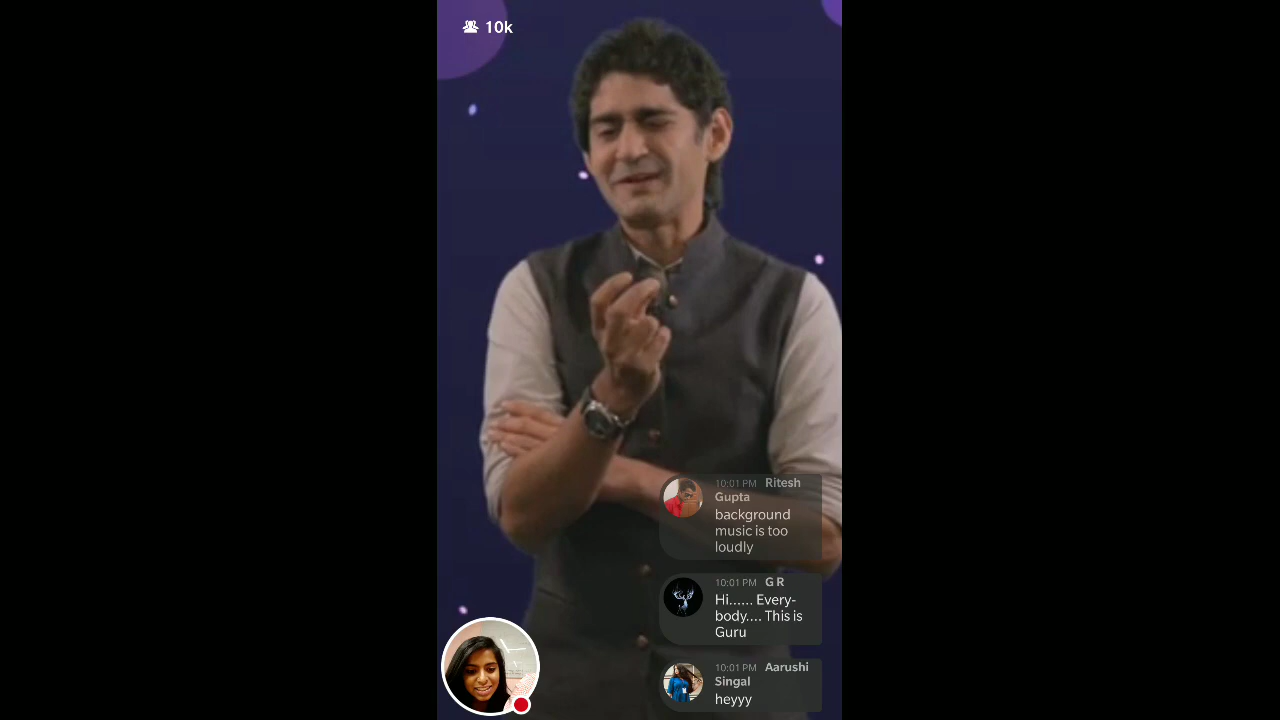 10k
10:01 PM Ritesh
Gupta
background
music is too
loudly
10:01 PM G R
Hi...... Every-
body.... This is
Guru
10:01 PM Aarushi
Singal
heyyy